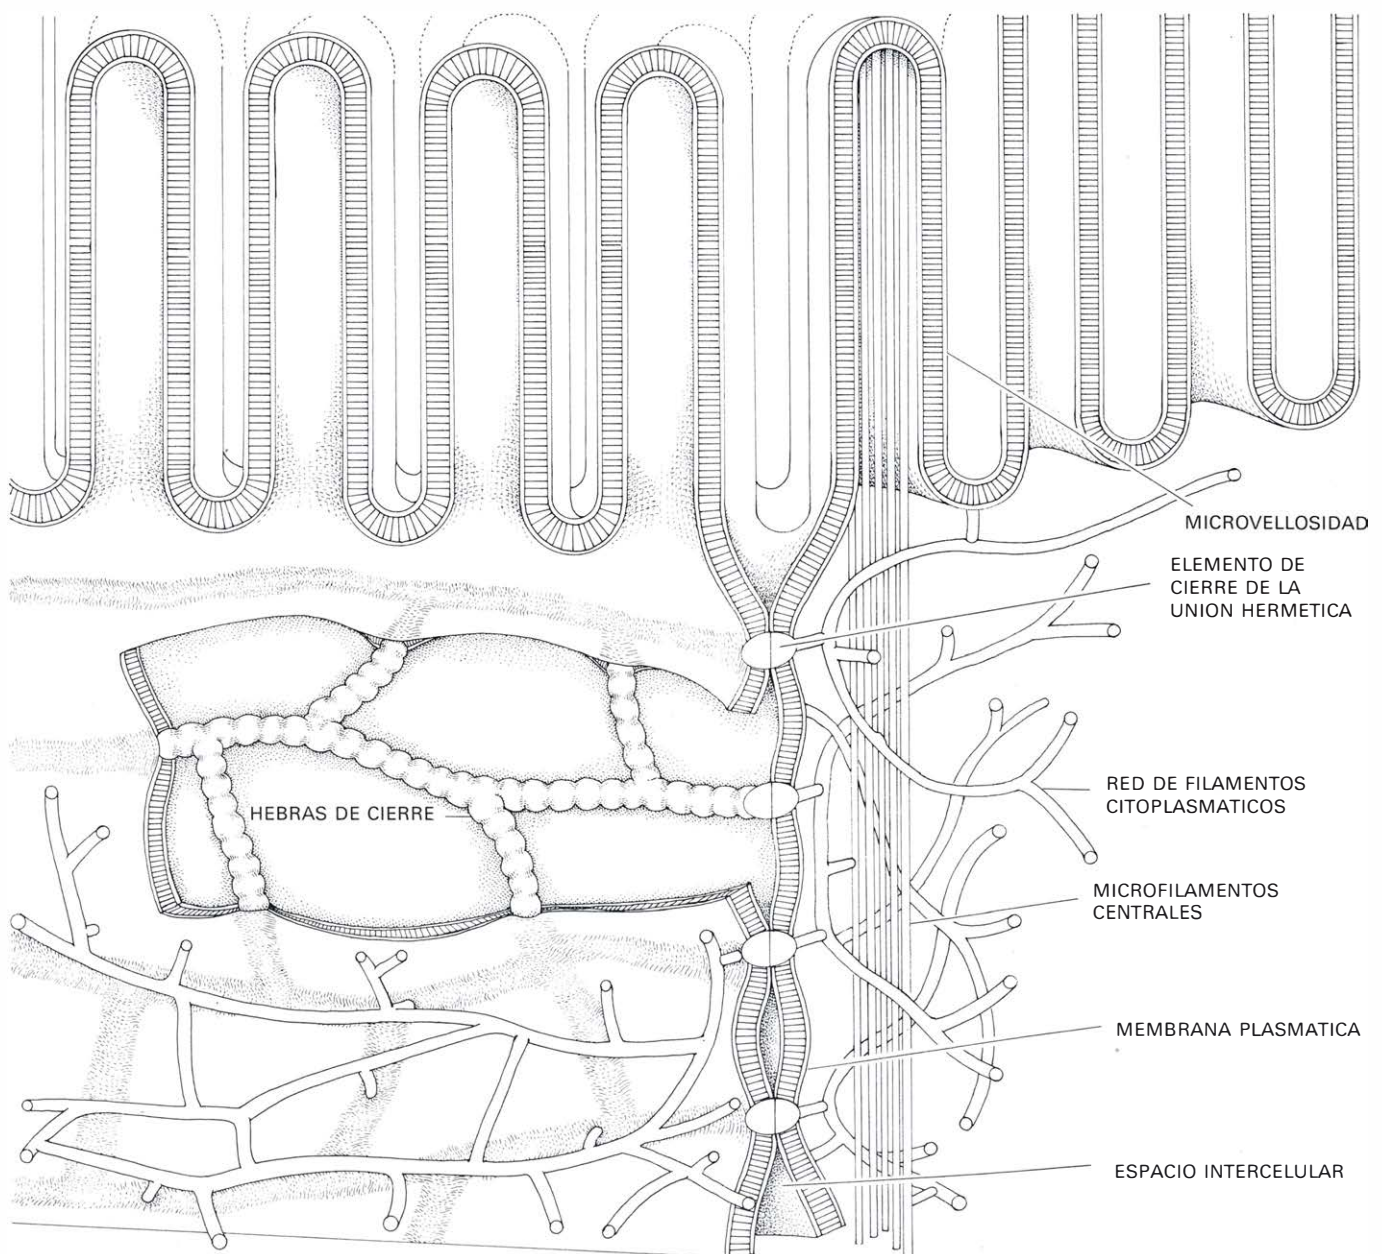 MICROVELLOSIDAD
ELEMENTO DE
CIERRE DE LA
UNION HERMETICA
RED DE FILAMENTOS
CITOPLASMATICOS
HEBRAS DE CIERRE
MICROFILAMENTOS
CENTRALES
MEMBRANA PLASMATICA
ESPACIO INTERCELULAR